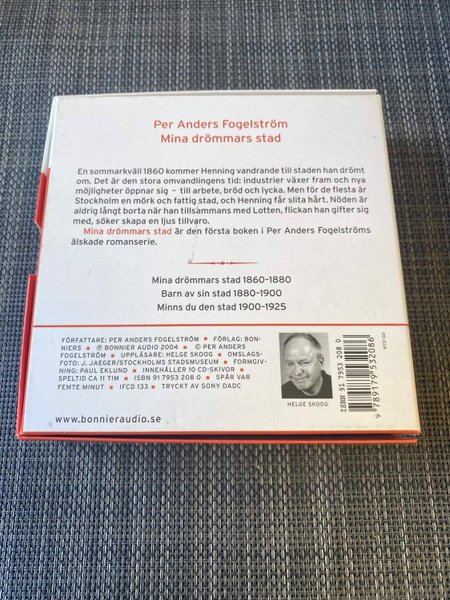 Per Anders Fogelström
Mina drömmars stad
En sommarkväll 1860 kommer Henning vandrande till staden han drömt
om. Det är den stora omvandlingens tid: industrier växer fram och nya
möjligheter öppnar sig – till arbete, bröd och lycka. Men för de flesta är
Stockholm en mörk och fattig stad, och Henning får slita hårt. Nöden är
aldrig långt borta när han tillsammans med Lotten, flickan han gifter sig
med, söker skapa en ljus tillvaro.
Mina drömmars stad är den första boken i Per Anders Fogelströms
älskade romanserie.
Mina drömmars stad 1860–1880
Barn av sin stad 1880–1900
Minns du den stad 1900–1925
FÖRFATTARE: PER ANDERS FOGELSTRÖM ▪ FÖRLAG: BON-
NIERS ▪ ℗ BONNIER AUDIO 2004 ▪ © PER ANDERS
FOGELSTRÖM ▪ UPPLÄSARE: HELGE SKOOG ▪ OMSLAGS-
FOTO: J. JAEGER/STOCKHOLMS STADSMUSEUM ▪ FORMGIV-
NING: PAUL EKLUND ▪ INNEHÅLLER 10 CD-SKIVOR ▪
SPELTID CA 11 TIM ▪ ISBN 91 7953 208 0 ▪ SPÅR VAR
FEMTE MINUT ▪ IFCD 133 ▪ TRYCKT AV SONY DADC
www.bonnieraudio.se
HELGE SKOOG
ISBN 91 7953 208 0
9 789179 532086
IFCD 133